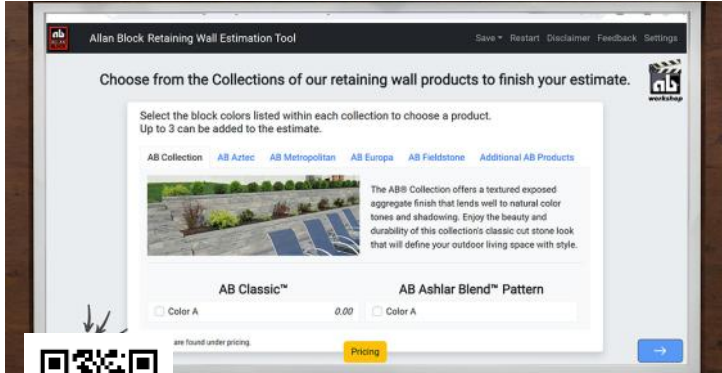 ab
Allan Block Retaining Wall Estimation Tool
Save Restart Disclaimer Feedback Settings
Choose from the Collections of our retaining wall products to finish your estimate.
ab
workshop
Select the block colors listed within each collection to choose a product.
Up to 3 can be added to the estimate.
AB Collection AB Aztec AB Metropolitan AB Europa AB Fieldstone Additional AB Products
The AB® Collection offers a textured exposed
aggregate finish that lends well to natural color
tones and shadowing. Enjoy the beauty and
durability of this collection's classic cut stone look
that will define your outdoor living space with style.
AB Classic™ AB Ashlar Blend™ Pattern
Color A 0.00 Color A
are found under pricing.
Pricing